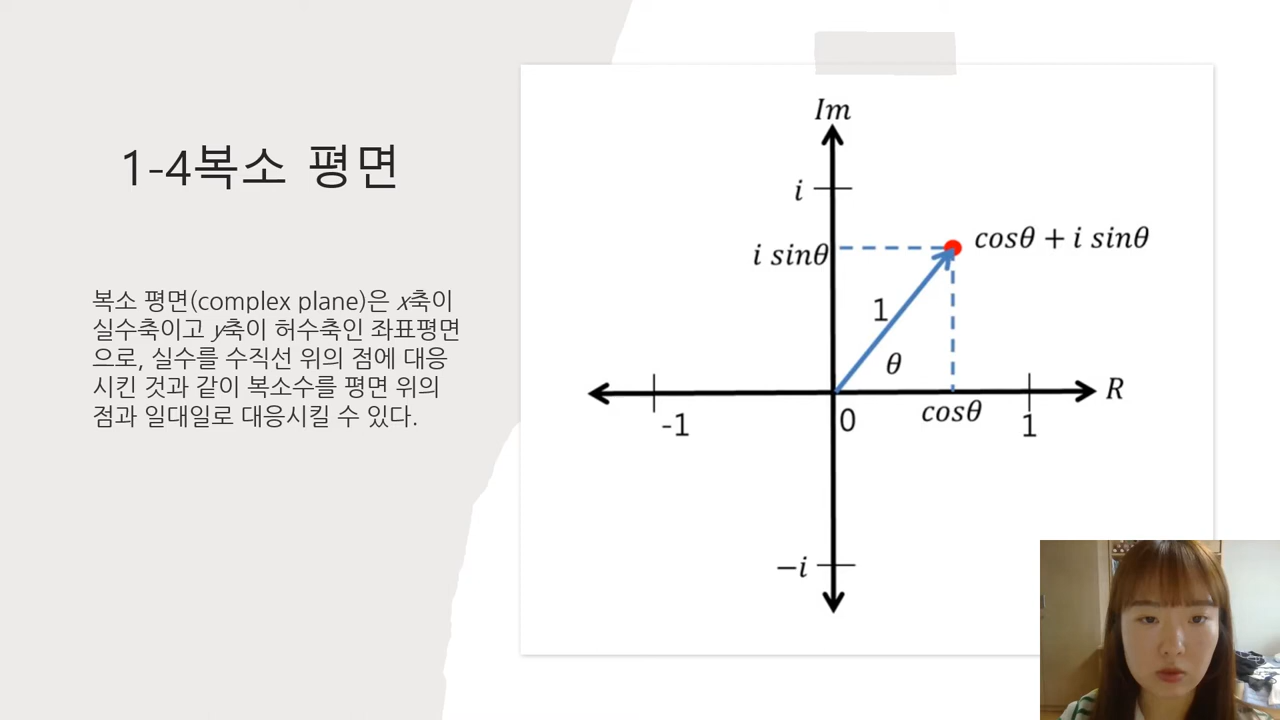 1-4복소 평면
복소 평면(complex plane)은 x축이
실수축이고 y축이 허수축인 좌표평면
으로, 실수를 수직선 위의 점에 대응
시킨 것과 같이 복소수를 평면 위의
점과 일대일로 대응시킬 수 있다.
Im
i
i sinθ
cosθ + i sinθ
1
θ
R
-1
0
cosθ
1
−i